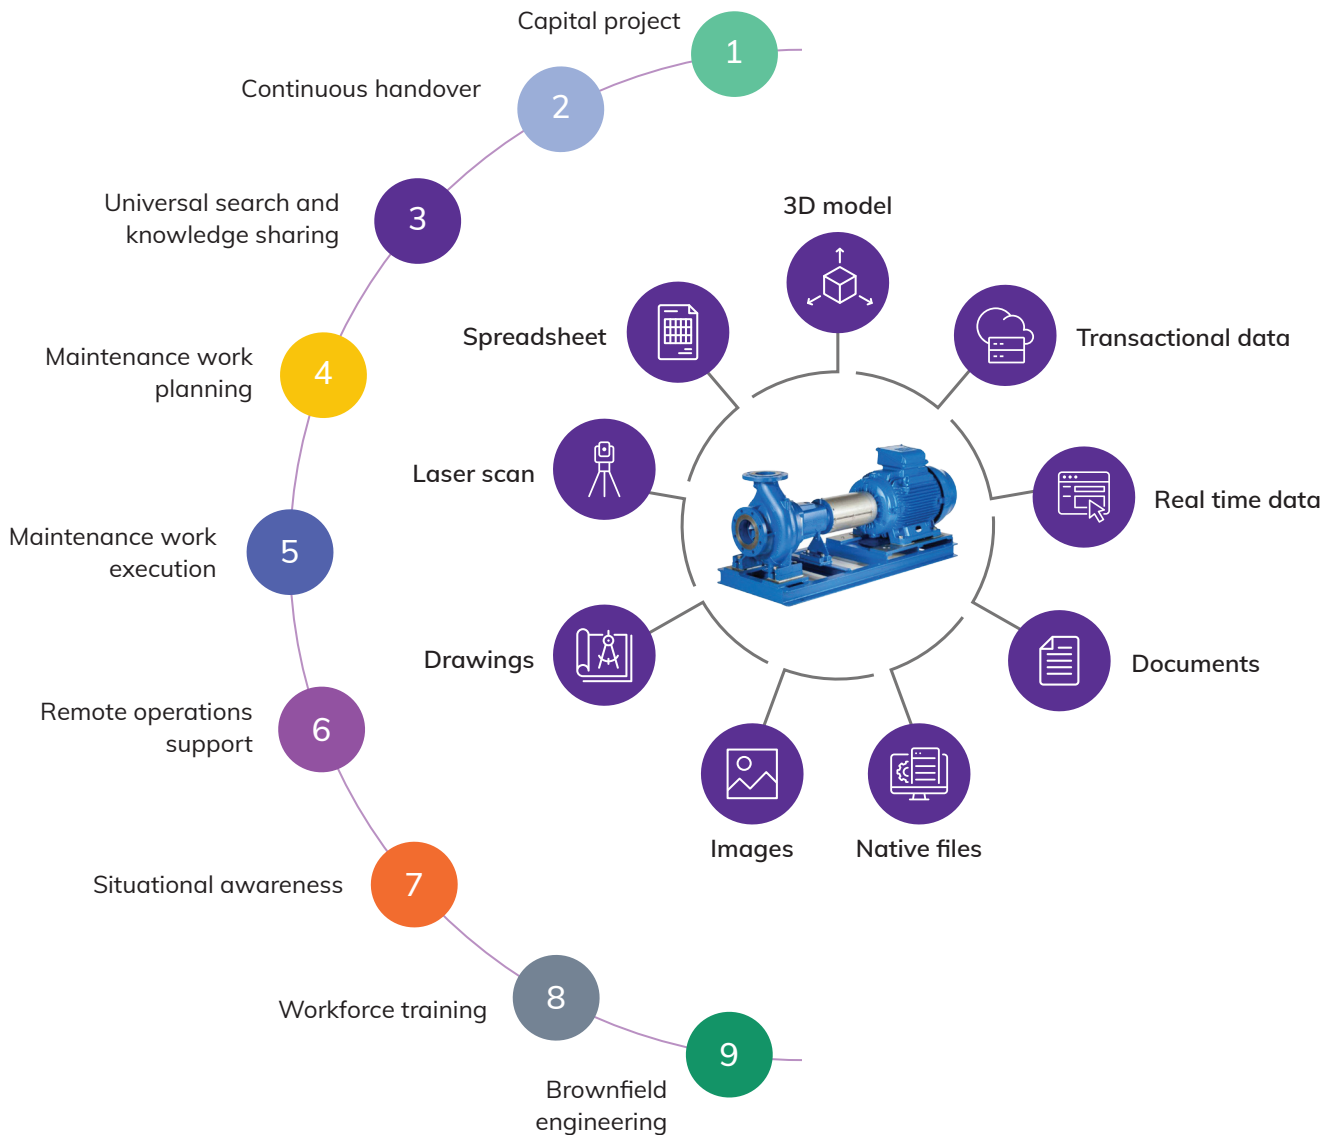 Capital project
1
Continuous handover
2
Universal search and
knowledge sharing
3
Maintenance work
planning
4
Maintenance work
execution
5
Remote operations
support
6
Situational awareness
7
Workforce training
8
Brownfield
engineering
9
3D model
Transactional data
Real time data
Documents
Native files
Images
Drawings
Laser scan
Spreadsheet